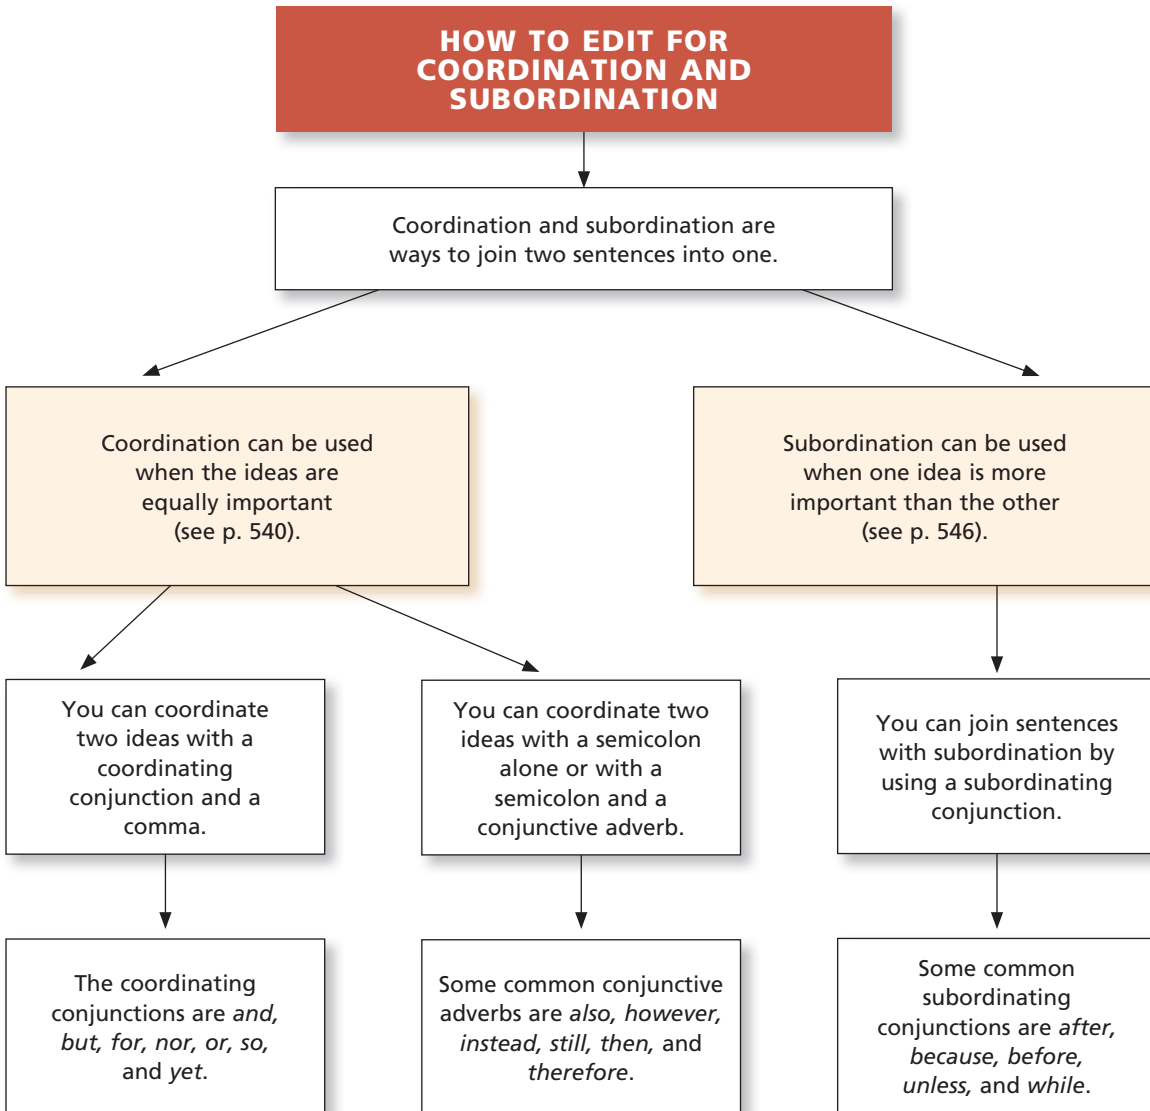 HOW TO EDIT FOR
COORDINATION AND
SUBORDINATION
Coordination and subordination are
ways to join two sentences into one.
Coordination can be used
when the ideas are
equally important
(see p. 540).
Subordination can be used
when one idea is more
important than the other
(see p. 546).
You can coordinate
two ideas with a
coordinating
conjunction and a
comma.
You can coordinate two
ideas with a semicolon
alone or with a
semicolon and a
conjunctive adverb.
You can join sentences
with subordination by
using a subordinating
conjunction.
The coordinating
conjunctions are and,
but, for, nor, or, so,
and yet.
Some common conjunctive
adverbs are also, however,
instead, still, then, and
therefore.
Some common
subordinating
conjunctions are after,
because, before,
unless, and while.